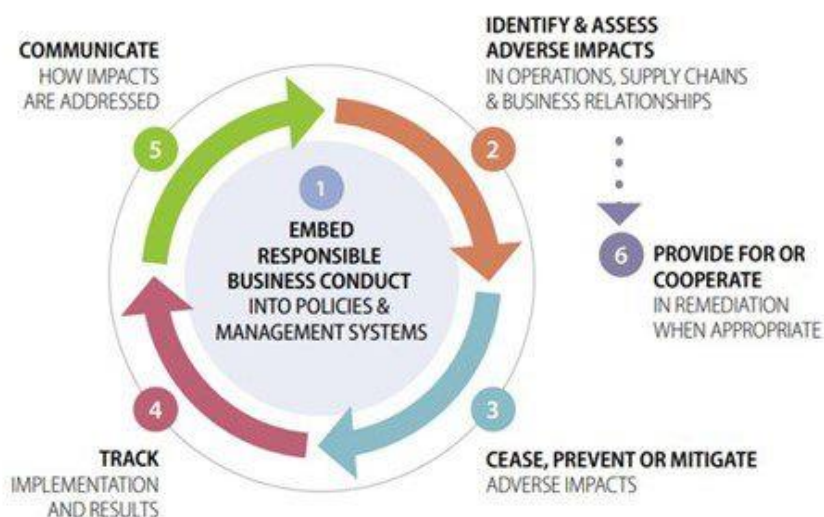 1
EMBED
RESPONSIBLE
BUSINESS CONDUCT
INTO POLICIES &
MANAGEMENT SYSTEMS
2
IDENTIFY & ASSESS
ADVERSE IMPACTS
IN OPERATIONS, SUPPLY CHAINS
& BUSINESS RELATIONSHIPS
3
CEASE, PREVENT OR MITIGATE
ADVERSE IMPACTS
4
TRACK
IMPLEMENTATION
AND RESULTS
5
COMMUNICATE
HOW IMPACTS
ARE ADDRESSED
6
PROVIDE FOR OR
COOPERATE
IN REMEDIATION
WHEN APPROPRIATE